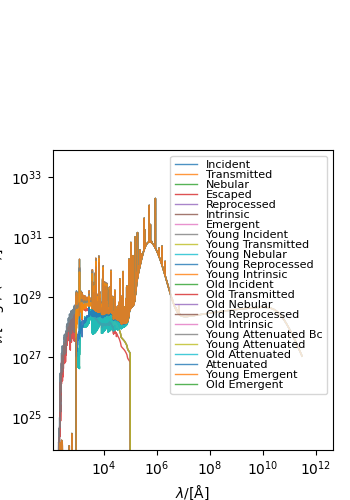 10^33
10^31
10^29
10^27
10^25
Incident
Transmitted
Nebular
Escaped
Reprocessed
Intrinsic
Emergent
Young Incident
Young Transmitted
Young Nebular
Young Reprocessed
Young Intrinsic
Old Incident
Old Transmitted
Old Nebular
Old Reprocessed
Old Intrinsic
Young Attenuated Bc
Young Attenuated
Old Attenuated
Attenuated
Young Emergent
Old Emergent
10^4 10^6 10^8 10^10 10^12
λ/[Å]